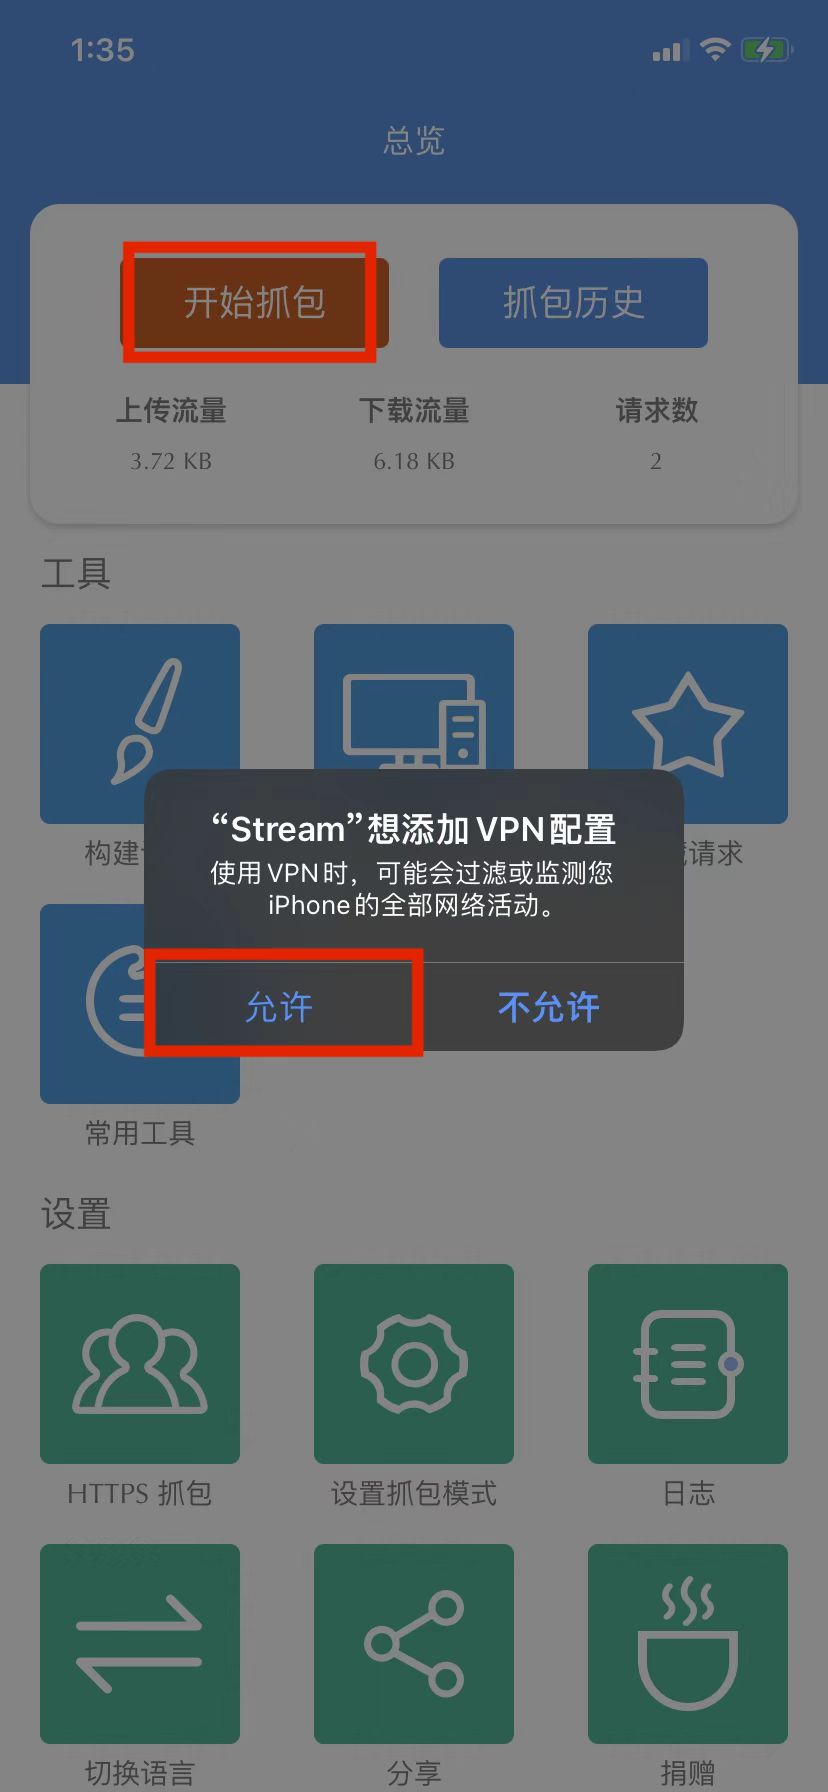 1:35
总览
开始抓包
抓包历史
上传流量
下载流量
请求数
3.72 KB
6.18 KB
2
工具
“Stream”想添加 VPN 配置
使用 VPN 时，可能会过滤或监测您
iPhone 的全部网络活动。
允许
不允许
构建
请求
常用工具
设置
HTTPS 抓包
设置抓包模式
日志
切换语言
分享
捐赠